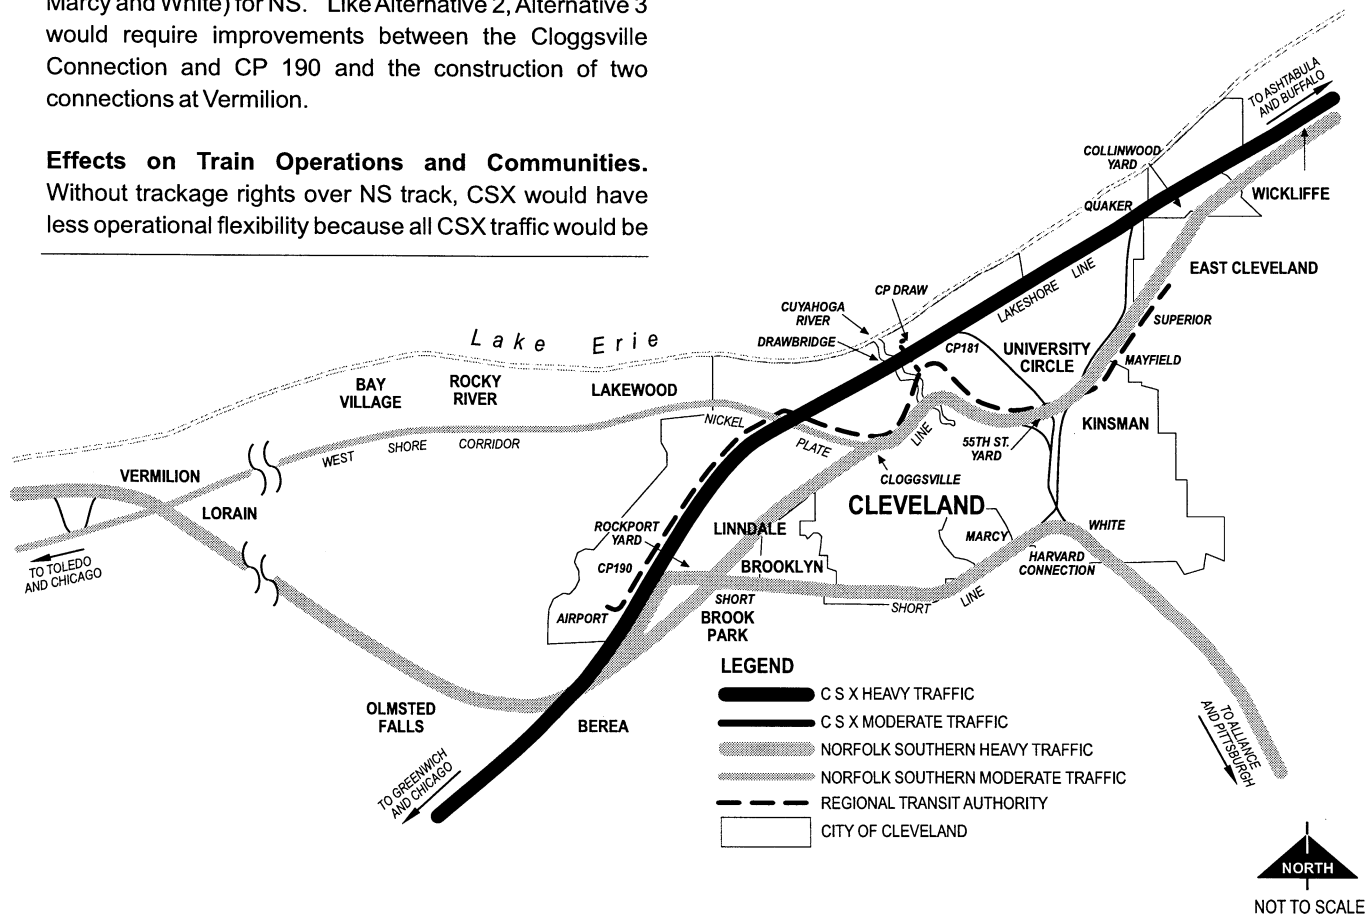 Marcy and White) for NS. Like Alternative 2, Alternative 3
would require improvements between the Cloggsville
Connection and CP 190 and the construction of two
connections at Vermilion.
Effects on Train Operations and Communities.
Without trackage rights over NS track, CSX would have
less operational flexibility because all CSX traffic would be
TO ASHTABULA
AND BUFFALO
COLLINWOOD
YARD
QUAKER
WICKLIFFE
EAST CLEVELAND
LAKESHORE LINE
CP DRAW
CUYAHOGA
RIVER
DRAWBRIDGE
SUPERIOR
CP181
UNIVERSITY
CIRCLE
MAYFIELD
Lake Erie
BAY
VILLAGE
ROCKY
RIVER
LAKEWOOD
KINSMAN
NICKEL
PLATE
LINE
55TH ST.
YARD
WEST SHORE CORRIDOR
VERMILION
LORAIN
CLOGGSVILLE
CLEVELAND
ROCKPORT
YARD
LINNDALE
MARCY
WHITE
HARVARD
CONNECTION
TO TOLEDO
AND CHICAGO
CP190
BROOKLYN
SHORT
SHORT LINE
AIRPORT
BROOK
PARK
OLMSTED
FALLS
BEREA
TO GREENWICH
AND CHICAGO
TO ALLIANCE
AND PITTSBURGH
LEGEND
C S X HEAVY TRAFFIC
C S X MODERATE TRAFFIC
NORFOLK SOUTHERN HEAVY TRAFFIC
NORFOLK SOUTHERN MODERATE TRAFFIC
REGIONAL TRANSIT AUTHORITY
CITY OF CLEVELAND
NORTH
NOT TO SCALE